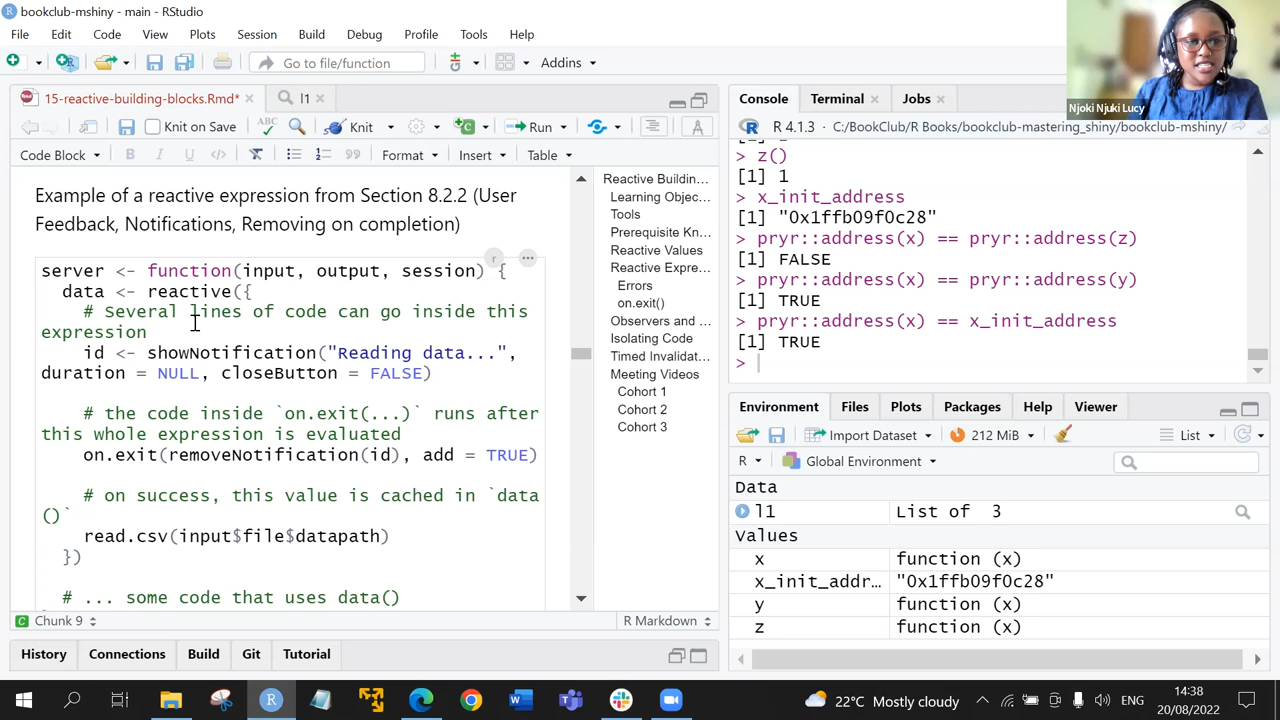 bookclub-mshiny - main - RStudio
File Edit Code View Plots Session Build Debug Profile Tools Help
Go to file/function Addins
Njoki Njuki Lucy
15-reactive-building-blocks.Rmd* l1
Knit on Save ABC Knit Run
Code Block B I U Format Insert Table
Example of a reactive expression from Section 8.2.2 (User
Feedback, Notifications, Removing on completion)
server <- function(input, output, session) {
data <- reactive({
# Several lines of code can go inside this
expression
id <- showNotification("Reading data...",
duration = NULL, closeButton = FALSE)
# the code inside `on.exit(...)` runs after
this whole expression is evaluated
on.exit(removeNotification(id), add = TRUE)
# on success, this value is cached in `data
()`
read.csv(input$file$datapath)
})
# ... some code that uses data()
Chunk 9 R Markdown
Reactive Buildin...
Learning Objec...
Tools
Prerequisite Kn...
Reactive Values
Reactive Expre...
Errors
on.exit()
Observers and ...
Isolating Code
Timed Invalidat...
Meeting Videos
Cohort 1
Cohort 2
Cohort 3
History Connections Build Git Tutorial
Console Terminal Jobs
R 4.1.3 · C:/BookClub/R Books/bookclub-mastering_shiny/bookclub-mshiny/
> z()
[1] 1
> x_init_address
[1] "0x1ffb09f0c28"
> pryr::address(x) == pryr::address(z)
[1] FALSE
> pryr::address(x) == pryr::address(y)
[1] TRUE
> pryr::address(x) == x_init_address
[1] TRUE
>
Environment Files Plots Packages Help Viewer
Import Dataset 212 MiB List
R Global Environment
Data
l1 List of 3
Values
x function (x)
x_init_addr... "0x1ffb09f0c28"
y function (x)
z function (x)
22°C Mostly cloudy ENG 14:38
20/08/2022